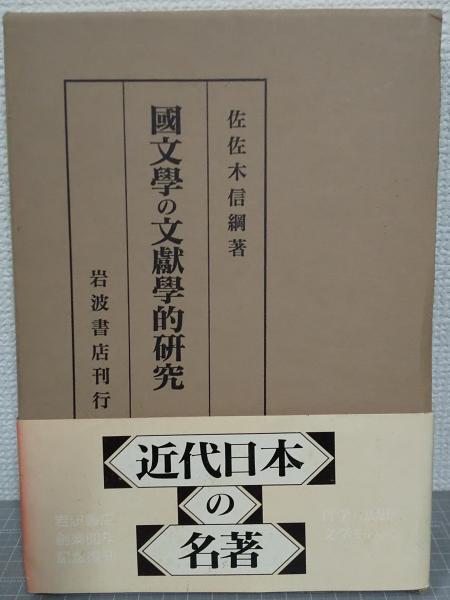 佐佐木信綱著
國文學の文獻學的研究
岩波書店刊行
近代日本
の
名著